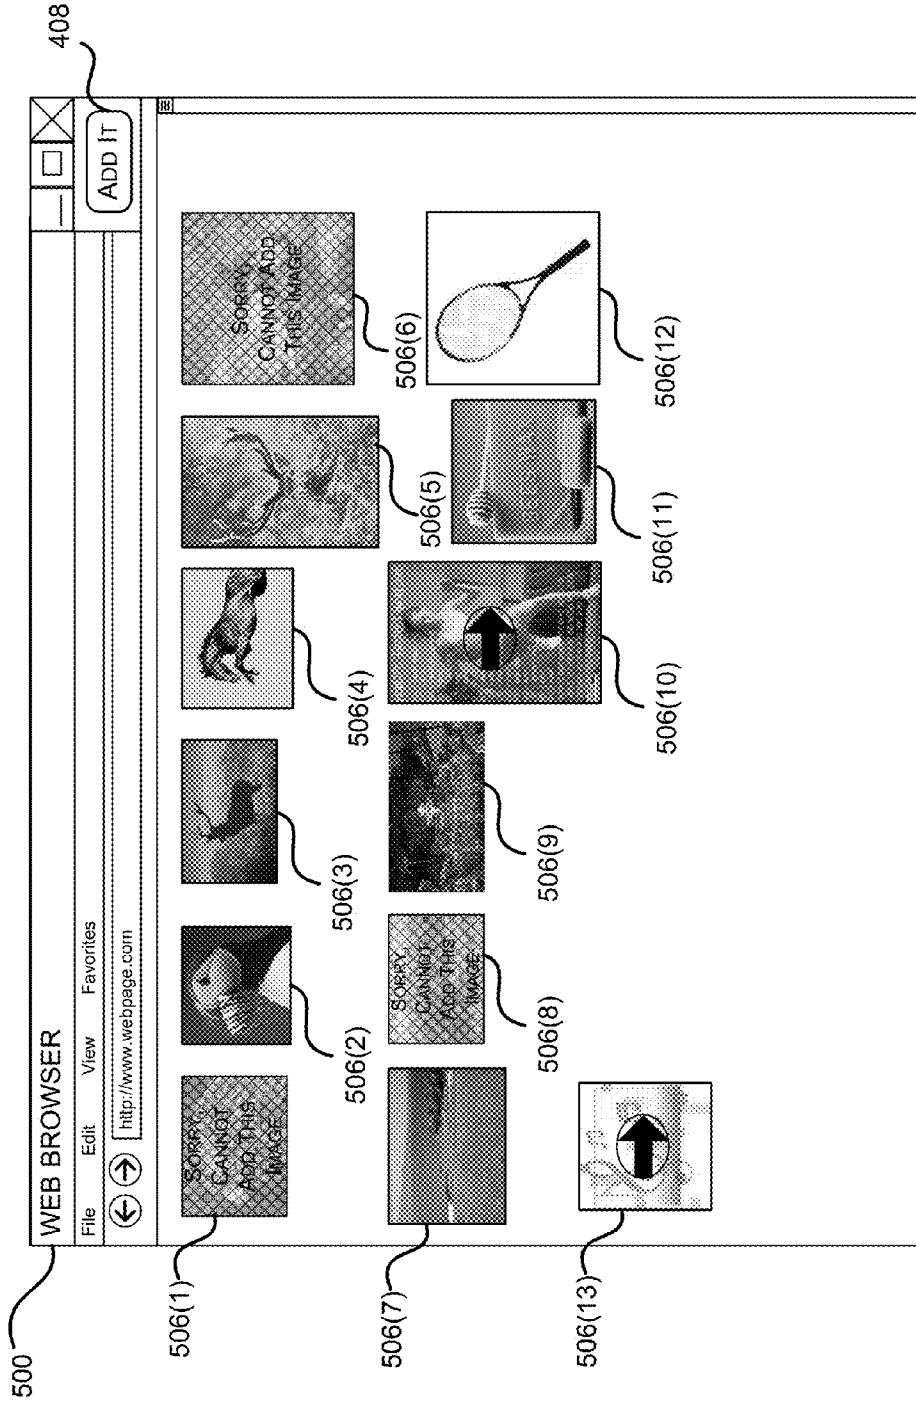 500
WEB BROWSER
File Edit View Favorites
http://www.webpage.com
ADD IT
408
SORRY,
CANNOT
ADD THIS
IMAGE
SORRY,
CANNOT ADD
THIS IMAGE
506(1)
506(2)
506(3)
506(4)
506(5)
506(6)
SORRY,
CANNOT
ADD THIS
IMAGE
506(7)
506(8)
506(9)
506(10)
506(11)
506(12)
506(13)